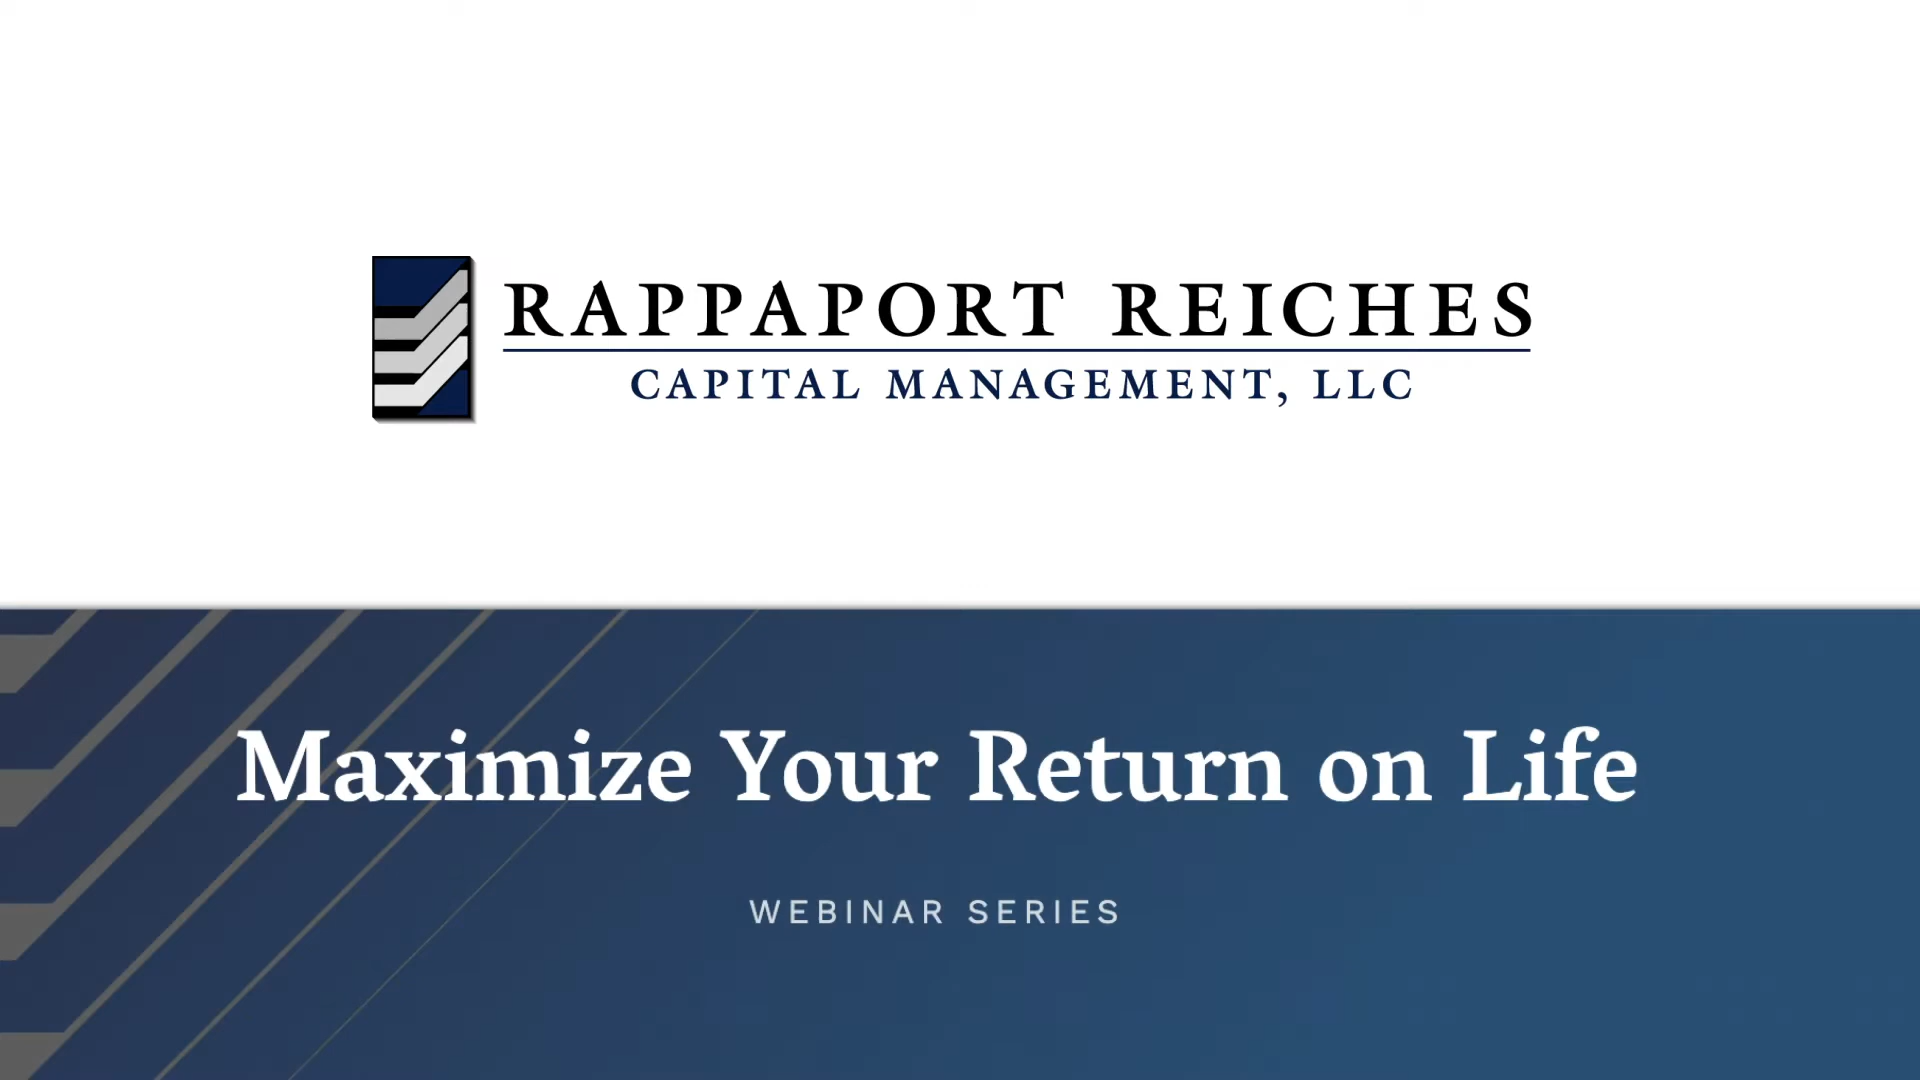 RAPPAPORT REICHES
CAPITAL MANAGEMENT, LLC
Maximize Your Return on Life
WEBINAR SERIES